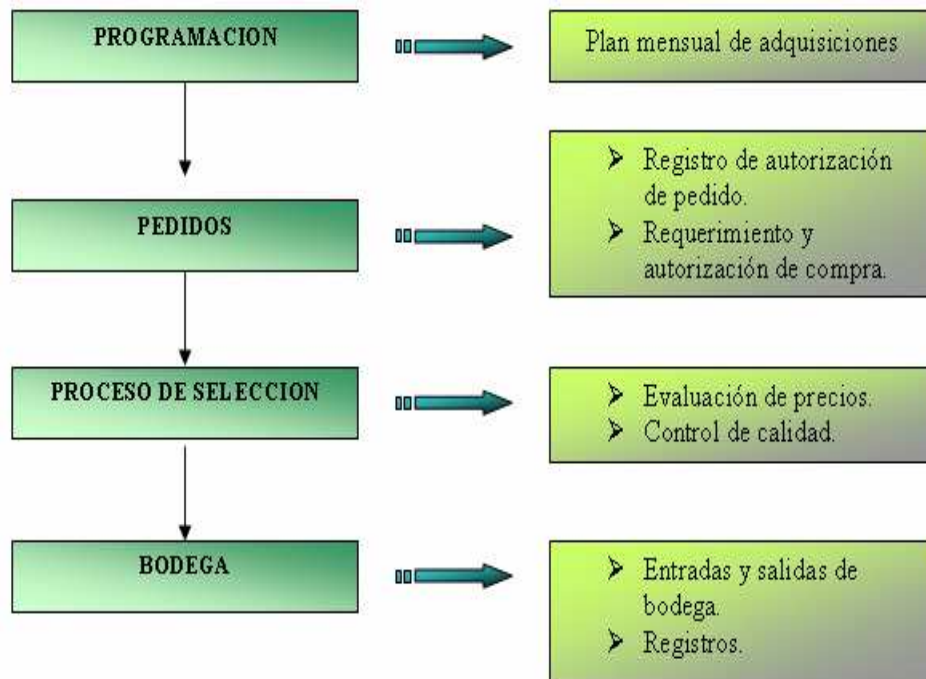 PROGRAMACION
Plan mensual de adquisiciones
PEDIDOS
Registro de autorización
de pedido.
Requerimiento y
autorización de compra.
PROCESO DE SELECCION
Evaluación de precios.
Control de calidad.
BODEGA
Entradas y salidas de
bodega.
Registros.